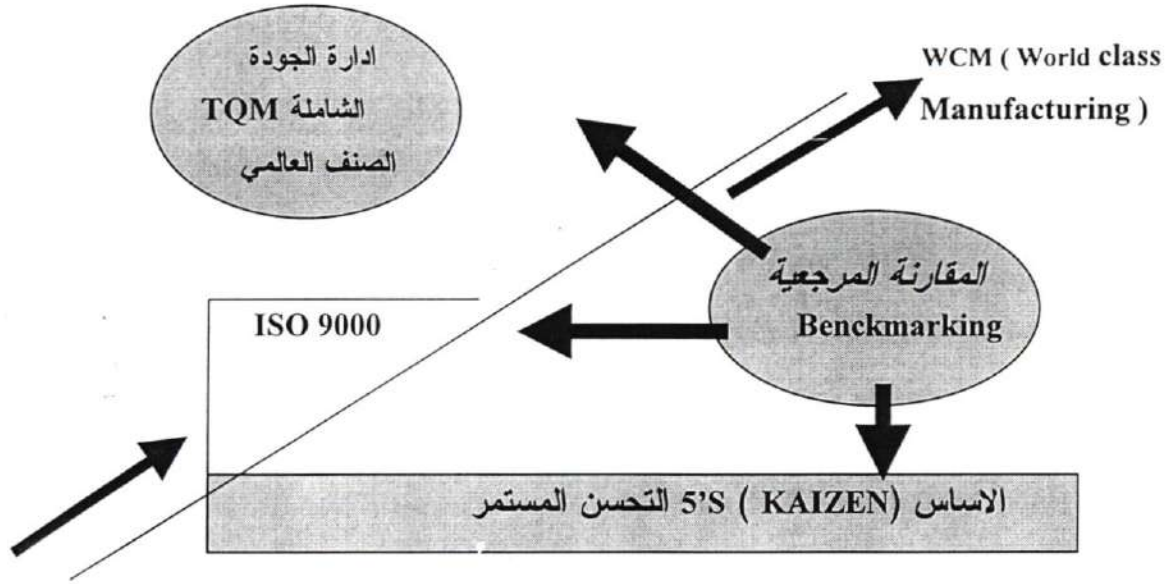 ادارة الجودة
الشاملة TQM
الصنف العالمي
WCM ( World class
Manufacturing )
المقارنة المرجعية
Benckmarking
ISO 9000
الاساس (KAIZEN ) 5'S التحسن المستمر